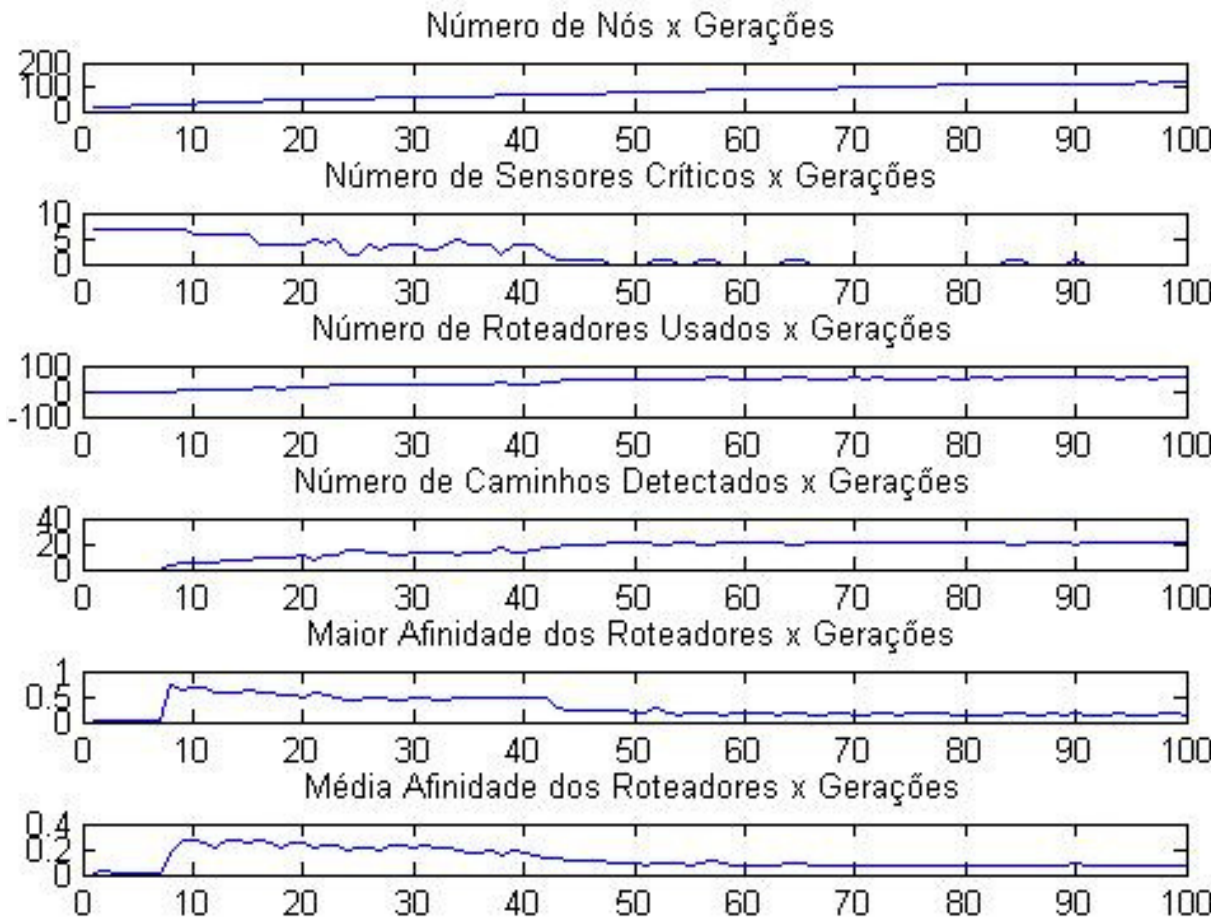 Número de Nós x Gerações
200
100
0
0 10 20 30 40 50 60 70 80 90 100
Número de Sensores Críticos x Gerações
10
5
0
0 10 20 30 40 50 60 70 80 90 100
Número de Roteadores Usados x Gerações
100
0
-100
0 10 20 30 40 50 60 70 80 90 100
Número de Caminhos Detectados x Gerações
40
20
0
0 10 20 30 40 50 60 70 80 90 100
Maior Afinidade dos Roteadores x Gerações
1
0.5
0
0 10 20 30 40 50 60 70 80 90 100
Média Afinidade dos Roteadores x Gerações
0.4
0.2
0
0 10 20 30 40 50 60 70 80 90 100